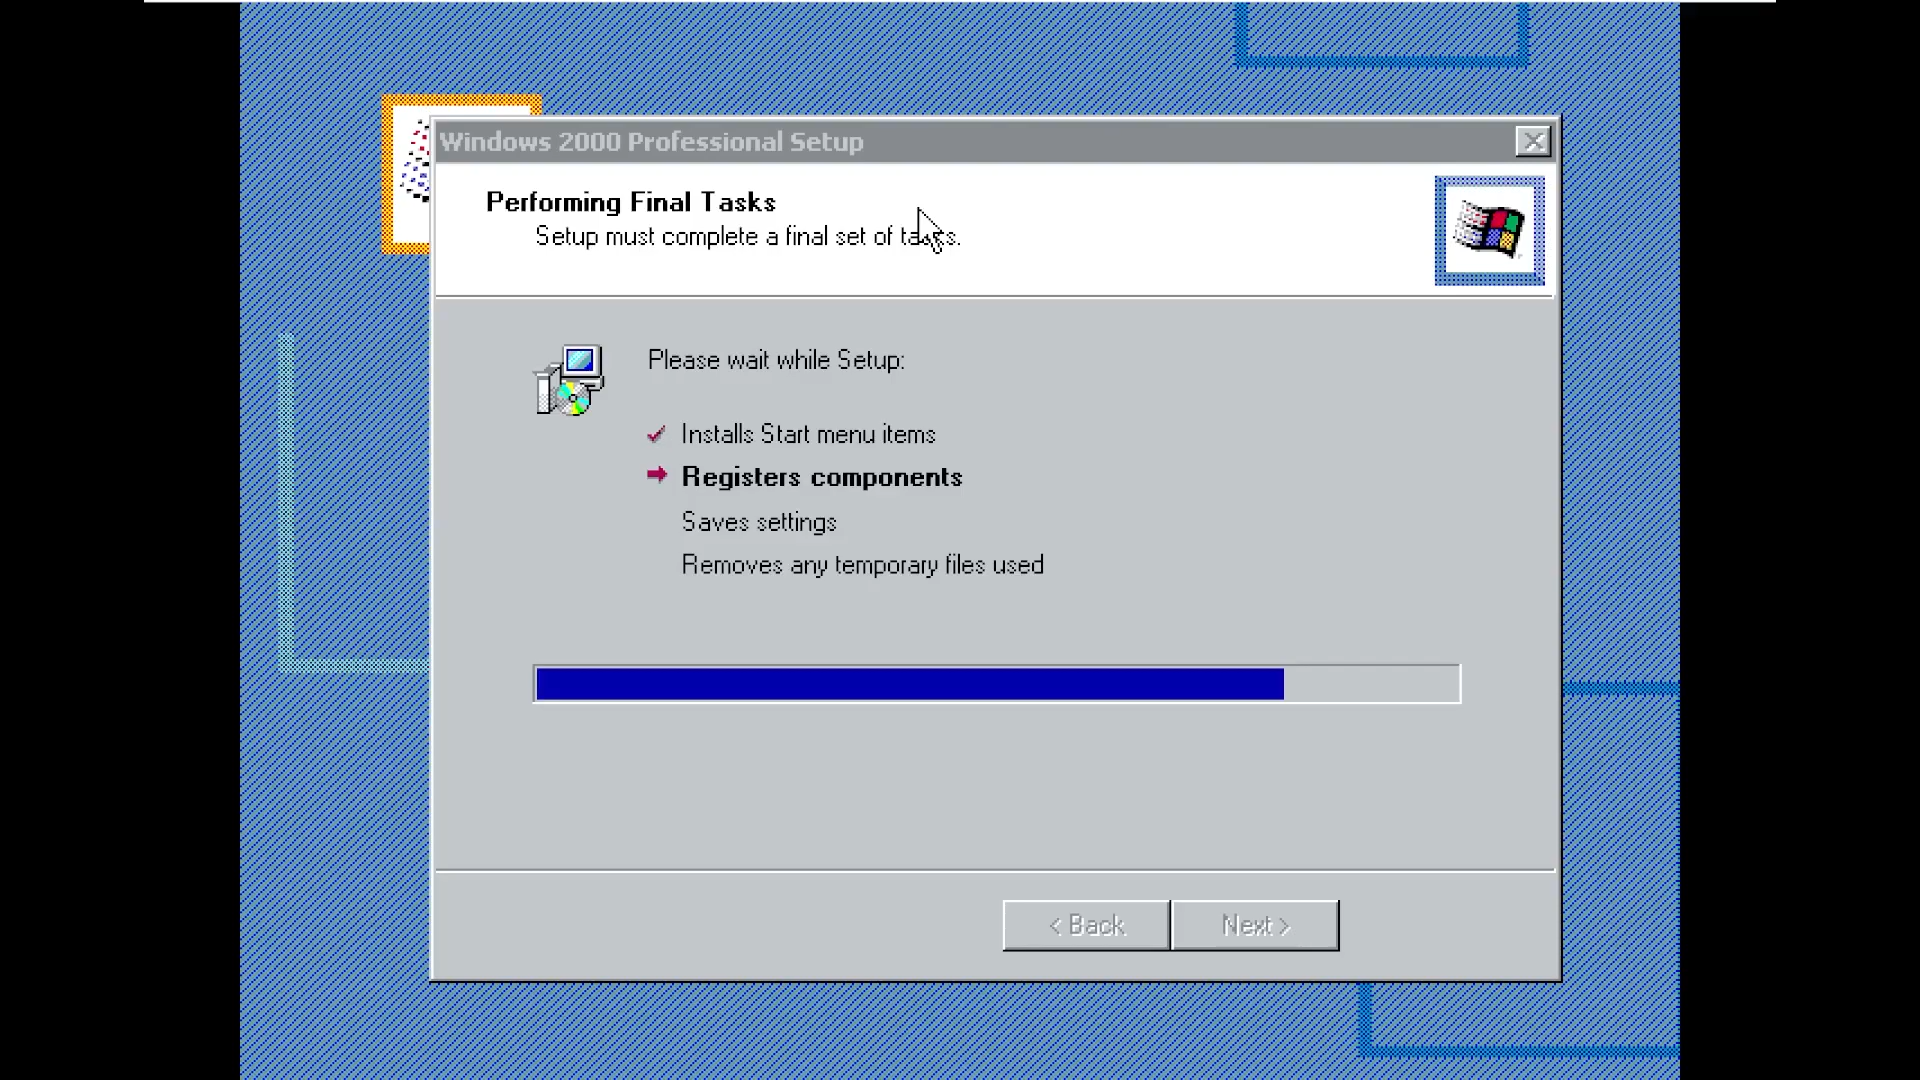 Windows 2000 Professional Setup
Performing Final Tasks
Setup must complete a final set of tasks.
Please wait while Setup:
Installs Start menu items
Registers components
Saves settings
Removes any temporary files used
< Back
Next >